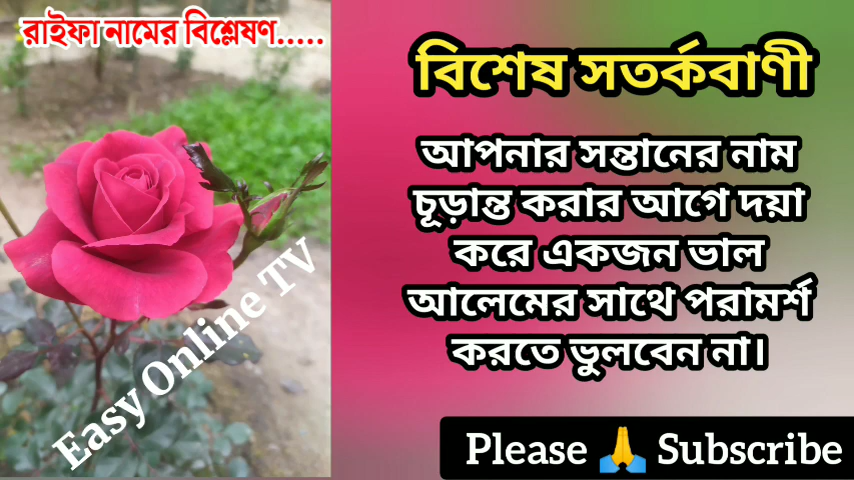 রাইফা নামের বিশ্লেষণ.....
বিশেষ সতর্কবাণী
আপনার সন্তানের নাম
চূড়ান্ত করার আগে দয়া
করে একজন ভাল
আলেমের সাথে পরামর্শ
করতে ভুলবেন না।
Easy Online TV
Please 🙏 Subscribe